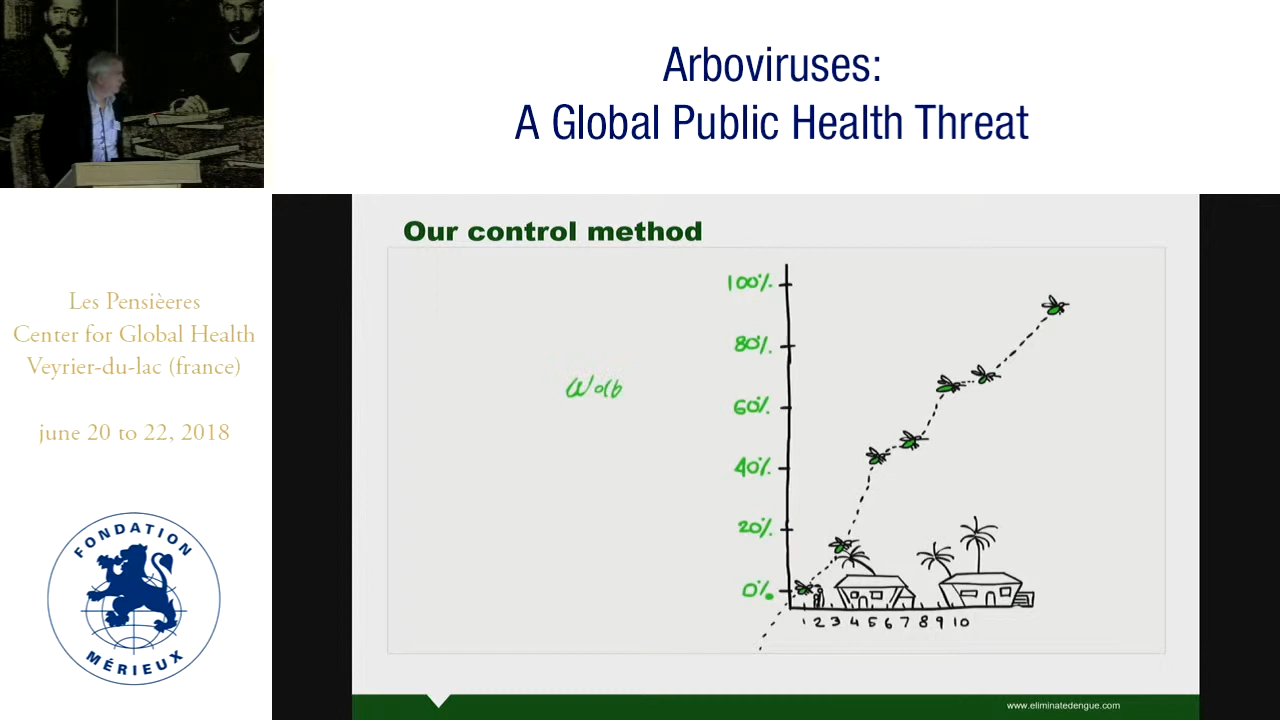 Arboviruses:
A Global Public Health Threat
Les Pensièeres
Center for Global Health
Veyrier-du-lac (france)
june 20 to 22, 2018
FONDATION
MÉRIEUX
Our control method
100%
80%
60%
40%
20%
0%
Wolb
1 2 3 4 5 6 7 8 9 10
www.eliminatedengue.com